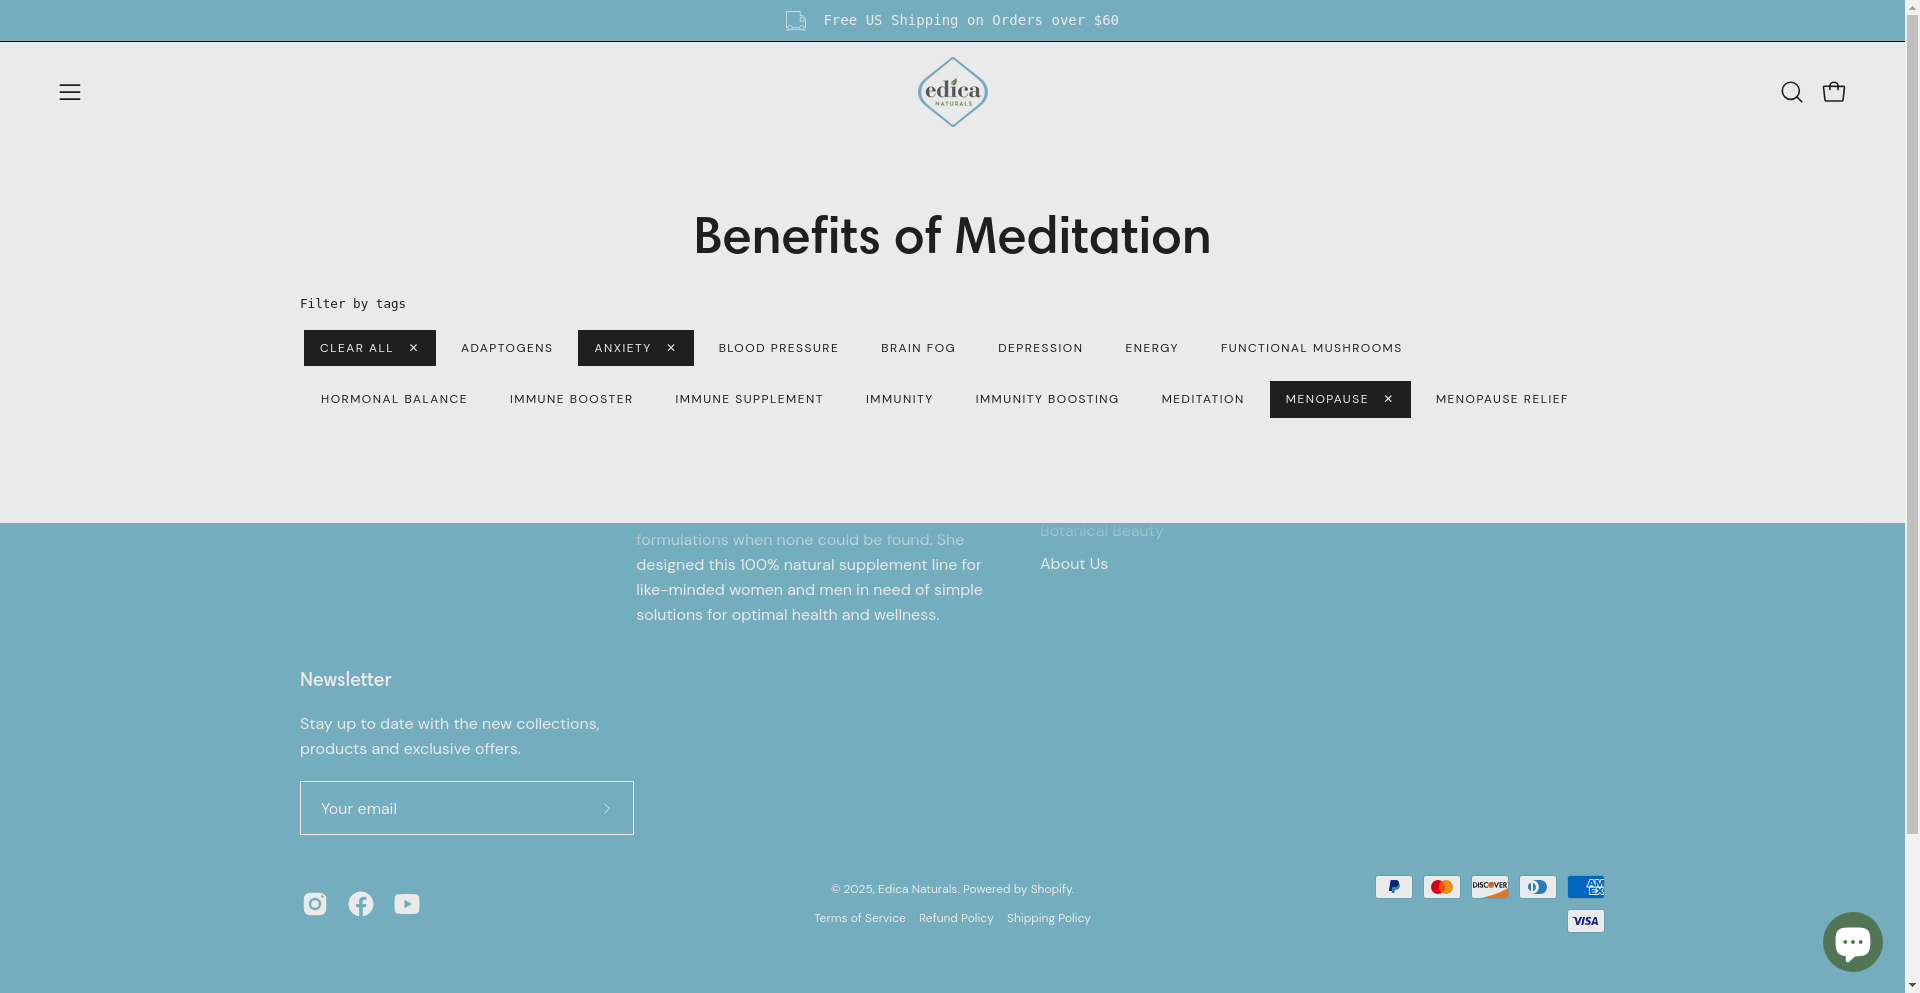 Free US Shipping on Orders over $60
edica
NATURALS
Benefits of Meditation
Filter by tags
CLEAR ALL ✕ ADAPTOGENS ANXIETY ✕ BLOOD PRESSURE BRAIN FOG DEPRESSION ENERGY FUNCTIONAL MUSHROOMS
HORMONAL BALANCE IMMUNE BOOSTER IMMUNE SUPPLEMENT IMMUNITY IMMUNITY BOOSTING MEDITATION MENOPAUSE ✕ MENOPAUSE RELIEF
formulations when none could be found. She
designed this 100% natural supplement line for
like-minded women and men in need of simple
solutions for optimal health and wellness.
Botanical Beauty
About Us
Newsletter
Stay up to date with the new collections,
products and exclusive offers.
Your email
© 2025, Edica Naturals. Powered by Shopify.
Terms of Service Refund Policy Shipping Policy
DISCOVER
AM
EX
VISA